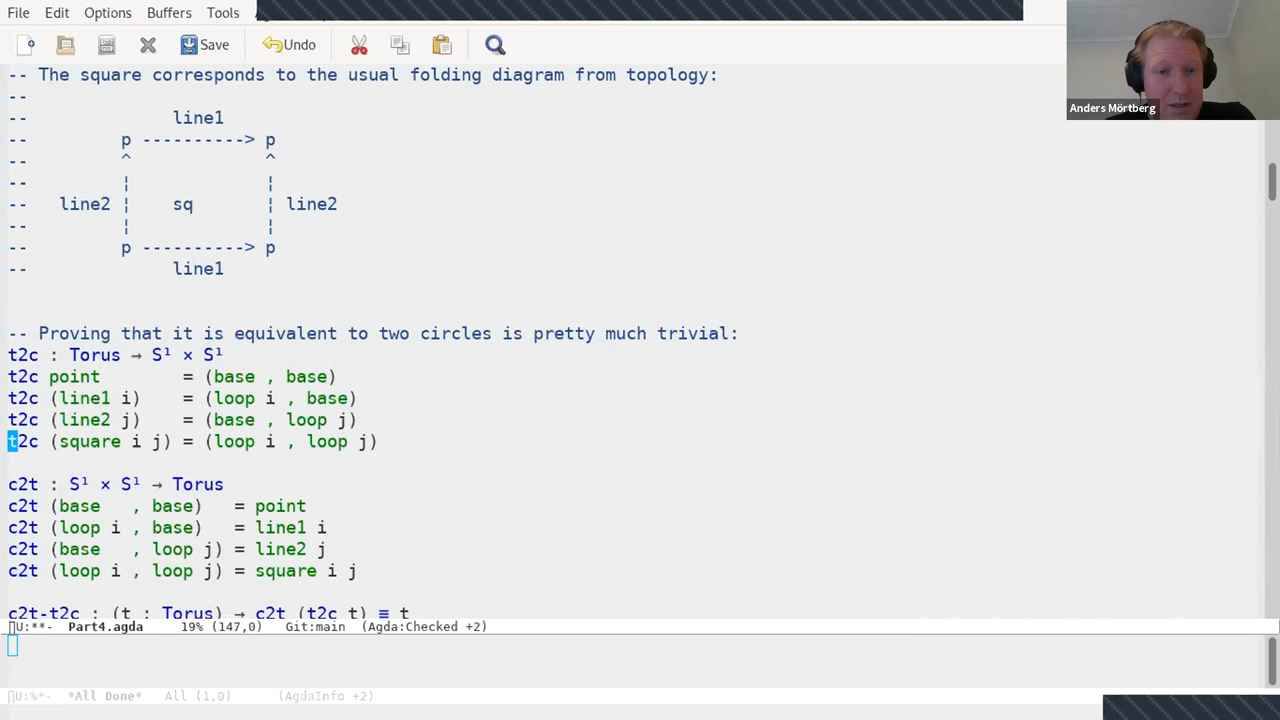 File Edit Options Buffers Tools
Save Undo
Anders Mörtberg
-- The square corresponds to the usual folding diagram from topology:
--
-- line1
-- p ----------> p
-- ^ ^
-- ¦ ¦
-- line2 ¦ sq ¦ line2
-- ¦ ¦
-- p ----------> p
-- line1
-- Proving that it is equivalent to two circles is pretty much trivial:
t2c : Torus → S¹ × S¹
t2c point = (base , base)
t2c (line1 i) = (loop i , base)
t2c (line2 j) = (base , loop j)
t2c (square i j) = (loop i , loop j)
c2t : S¹ × S¹ → Torus
c2t (base , base) = point
c2t (loop i , base) = line1 i
c2t (base , loop j) = line2 j
c2t (loop i , loop j) = square i j
c2t-t2c : (t : Torus) → c2t (t2c t) ≡ t
U:**- Part4.agda 19% (147,0) Git:main (Agda:Checked +2)
U:%*- *All Done* All (1,0) (AgdaInfo +2)